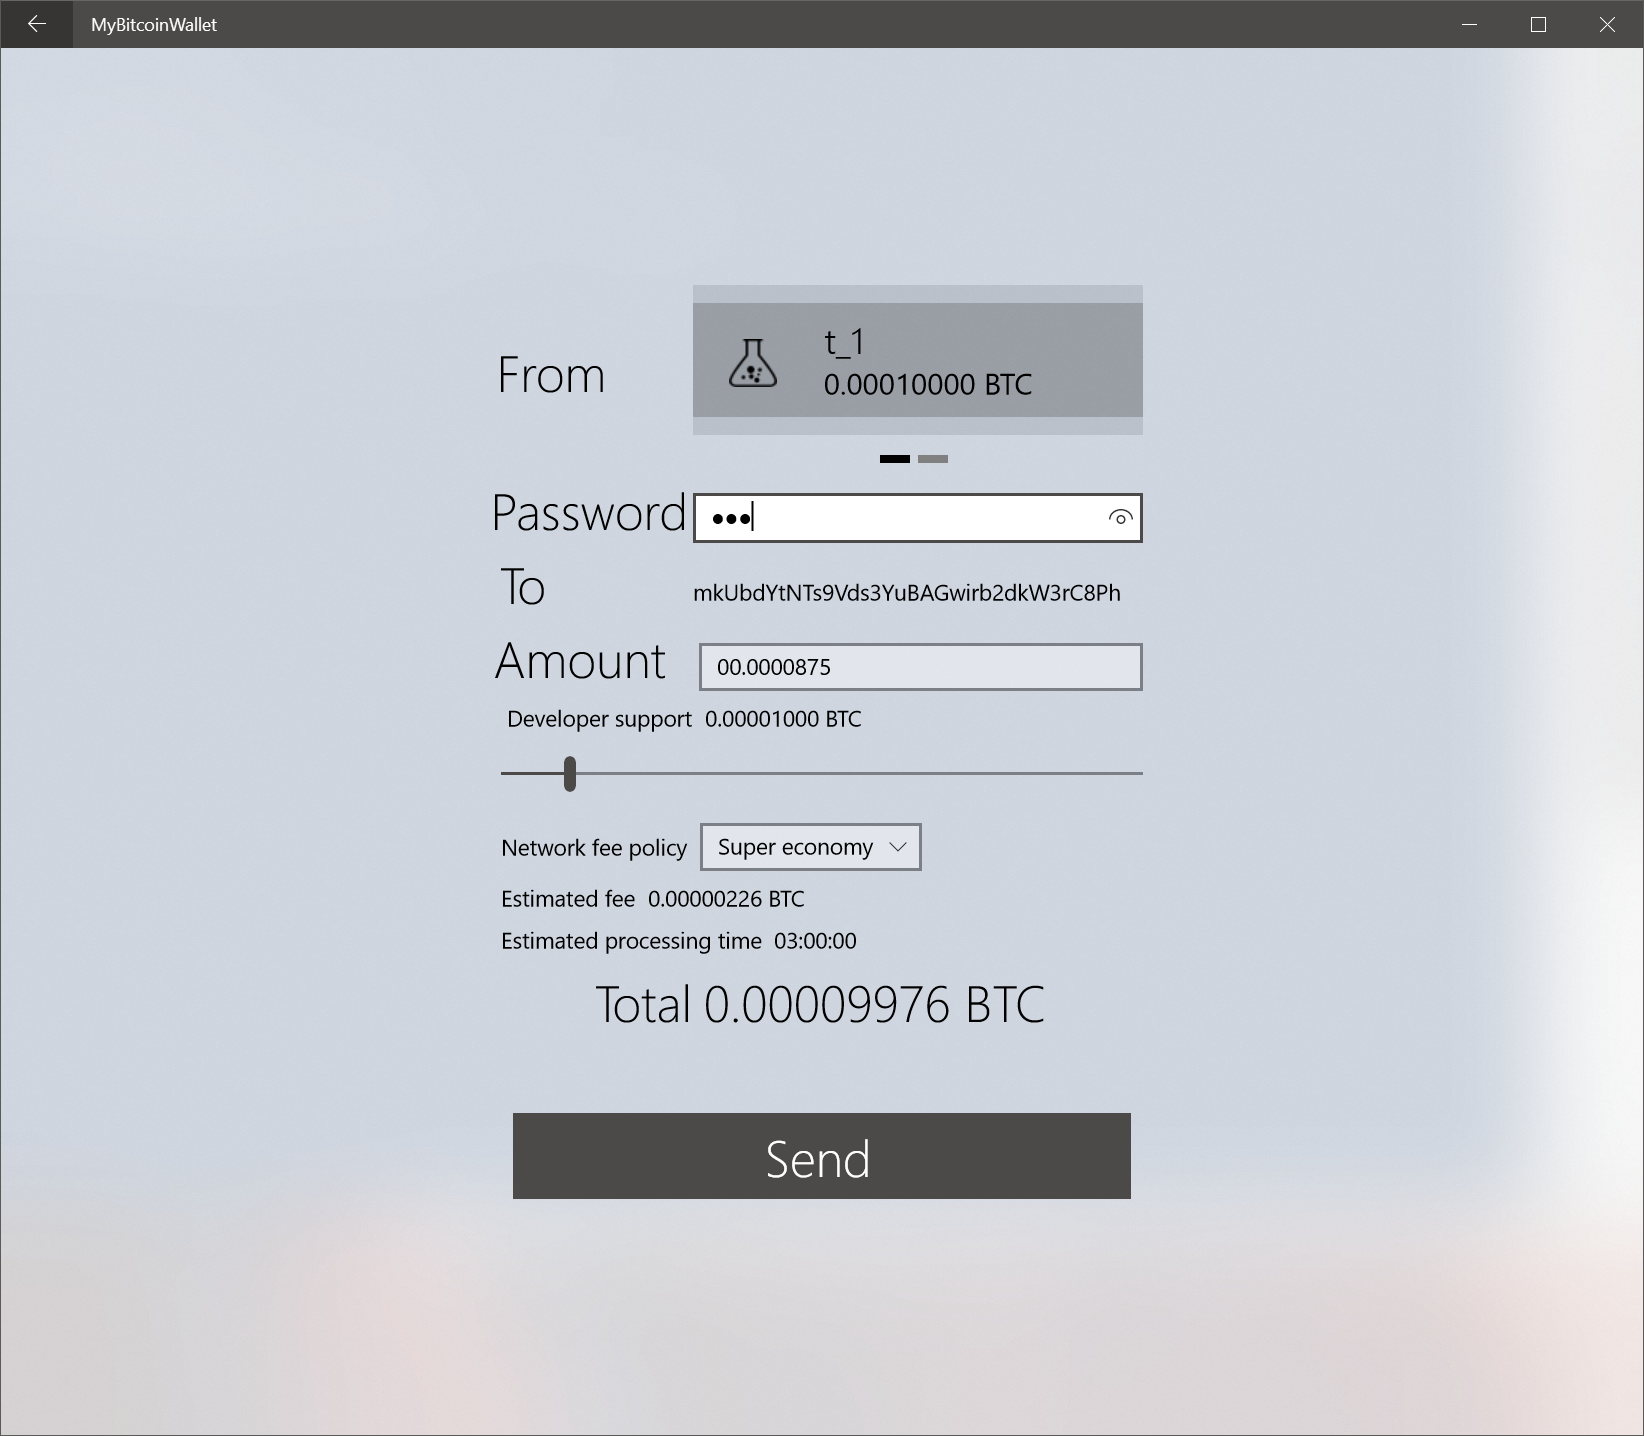 MyBitcoinWallet
From
t_1
0.00010000 BTC
Password
To mkUbdYtNTs9Vds3YuBAGwirb2dkW3rC8Ph
Amount 00.0000875
Developer support 0.00001000 BTC
Network fee policy Super economy
Estimated fee 0.00000226 BTC
Estimated processing time 03:00:00
Total 0.00009976 BTC
Send